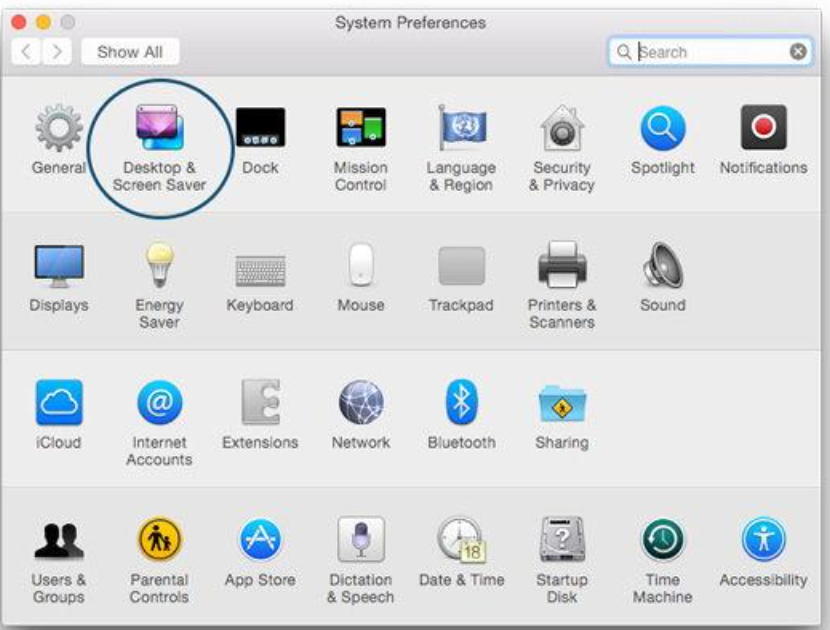 System Preferences
Show All
Search
General
Desktop &
Screen Saver
Dock
Mission
Control
Language
& Region
Security
& Privacy
Spotlight
Notifications
Displays
Energy
Saver
Keyboard
Mouse
Trackpad
Printers &
Scanners
Sound
iCloud
Internet
Accounts
Extensions
Network
Bluetooth
Sharing
Users &
Groups
Parental
Controls
App Store
Dictation
& Speech
18
Date & Time
Startup
Disk
Time
Machine
Accessibility